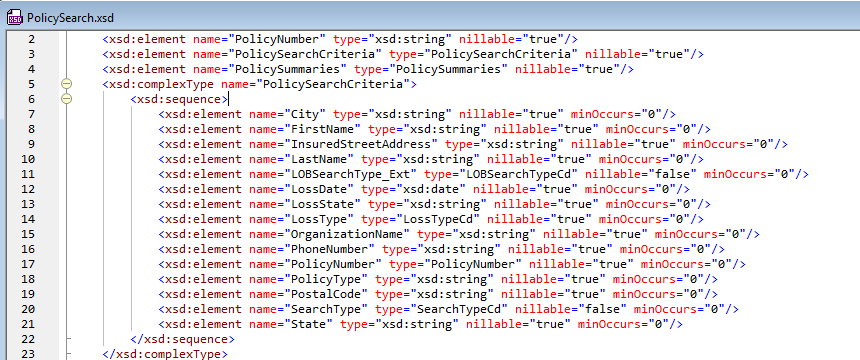 PolicySearch.xsd
2 <xsd:element name="PolicyNumber" type="xsd:string" nillable="true"/>
3 <xsd:element name="PolicySearchCriteria" type="PolicySearchCriteria" nillable="true"/>
4 <xsd:element name="PolicySummaries" type="PolicySummaries" nillable="true"/>
5 <xsd:complexType name="PolicySearchCriteria">
6 <xsd:sequence>
7 <xsd:element name="City" type="xsd:string" nillable="true" minOccurs="0"/>
8 <xsd:element name="FirstName" type="xsd:string" nillable="true" minOccurs="0"/>
9 <xsd:element name="InsuredStreetAddress" type="xsd:string" nillable="true" minOccurs="0"/>
10 <xsd:element name="LastName" type="xsd:string" nillable="true" minOccurs="0"/>
11 <xsd:element name="LOBSearchType_Ext" type="LOBSearchTypeCd" nillable="false" minOccurs="0"/>
12 <xsd:element name="LossDate" type="xsd:date" nillable="true" minOccurs="0"/>
13 <xsd:element name="LossState" type="xsd:string" nillable="true" minOccurs="0"/>
14 <xsd:element name="LossType" type="LossTypeCd" nillable="true" minOccurs="0"/>
15 <xsd:element name="OrganizationName" type="xsd:string" nillable="true" minOccurs="0"/>
16 <xsd:element name="PhoneNumber" type="xsd:string" nillable="true" minOccurs="0"/>
17 <xsd:element name="PolicyNumber" type="PolicyNumber" nillable="true" minOccurs="0"/>
18 <xsd:element name="PolicyType" type="xsd:string" nillable="true" minOccurs="0"/>
19 <xsd:element name="PostalCode" type="xsd:string" nillable="true" minOccurs="0"/>
20 <xsd:element name="SearchType" type="SearchTypeCd" nillable="false" minOccurs="0"/>
21 <xsd:element name="State" type="xsd:string" nillable="true" minOccurs="0"/>
22 </xsd:sequence>
23 </xsd:complexType>